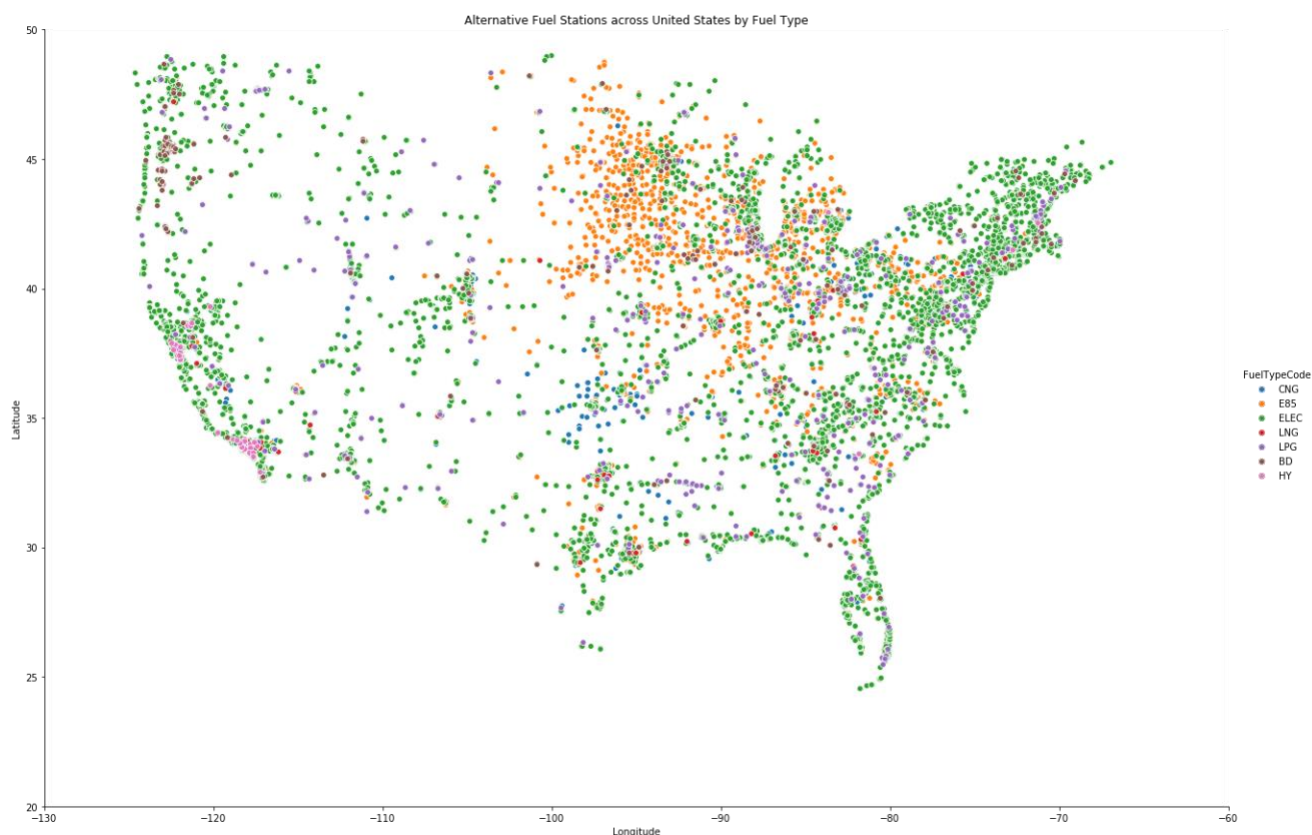 Alternative Fuel Stations across United States by Fuel Type
50
45
40
35
30
25
20
Latitude
−130
−120
−110
−100
−90
−80
−70
−60
Longitude
FuelTypeCode
CNG
E85
ELEC
LNG
LPG
BD
HY